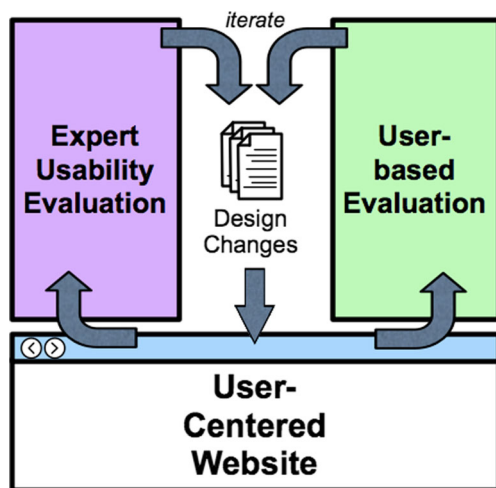 iterate
Expert
Usability
Evaluation
Design
Changes
User-
based
Evaluation
User-
Centered
Website